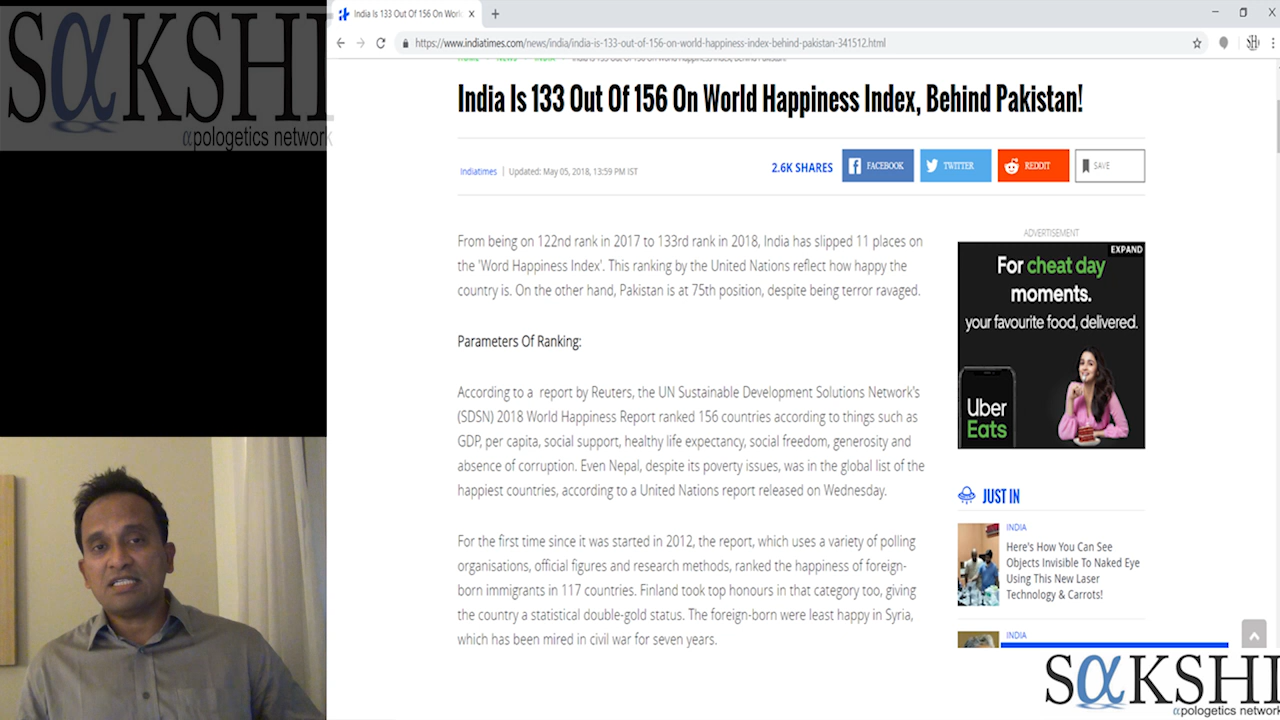 SαKSHI
αpologetics network
India Is 133 Out Of 156 On World
https://www.indiatimes.com/news/india/india-is-133-out-of-156-on-world-happiness-index-behind-pakistan-341512.html
India Is 133 Out Of 156 On World Happiness Index, Behind Pakistan!
Indiatimes | Updated: May 05, 2018, 13:59 PM IST
2.6K SHARES
FACEBOOK
TWITTER
REDDIT
SAVE
From being on 122nd rank in 2017 to 133rd rank in 2018, India has slipped 11 places on
the 'Word Happiness Index'. This ranking by the United Nations reflect how happy the
country is. On the other hand, Pakistan is at 75th position, despite being terror ravaged.
Parameters Of Ranking:
According to a report by Reuters, the UN Sustainable Development Solutions Network's
(SDSN) 2018 World Happiness Report ranked 156 countries according to things such as
GDP, per capita, social support, healthy life expectancy, social freedom, generosity and
absence of corruption. Even Nepal, despite its poverty issues, was in the global list of the
happiest countries, according to a United Nations report released on Wednesday.
For the first time since it was started in 2012, the report, which uses a variety of polling
organisations, official figures and research methods, ranked the happiness of foreign-
born immigrants in 117 countries. Finland took top honours in that category too, giving
the country a statistical double-gold status. The foreign-born were least happy in Syria,
which has been mired in civil war for seven years.
ADVERTISEMENT
EXPAND
For cheat day
moments.
your favourite food, delivered.
Uber
Eats
JUST IN
INDIA
Here's How You Can See
Objects Invisible To Naked Eye
Using This New Laser
Technology & Carrots!
INDIA
SαKSHI
αpologetics network